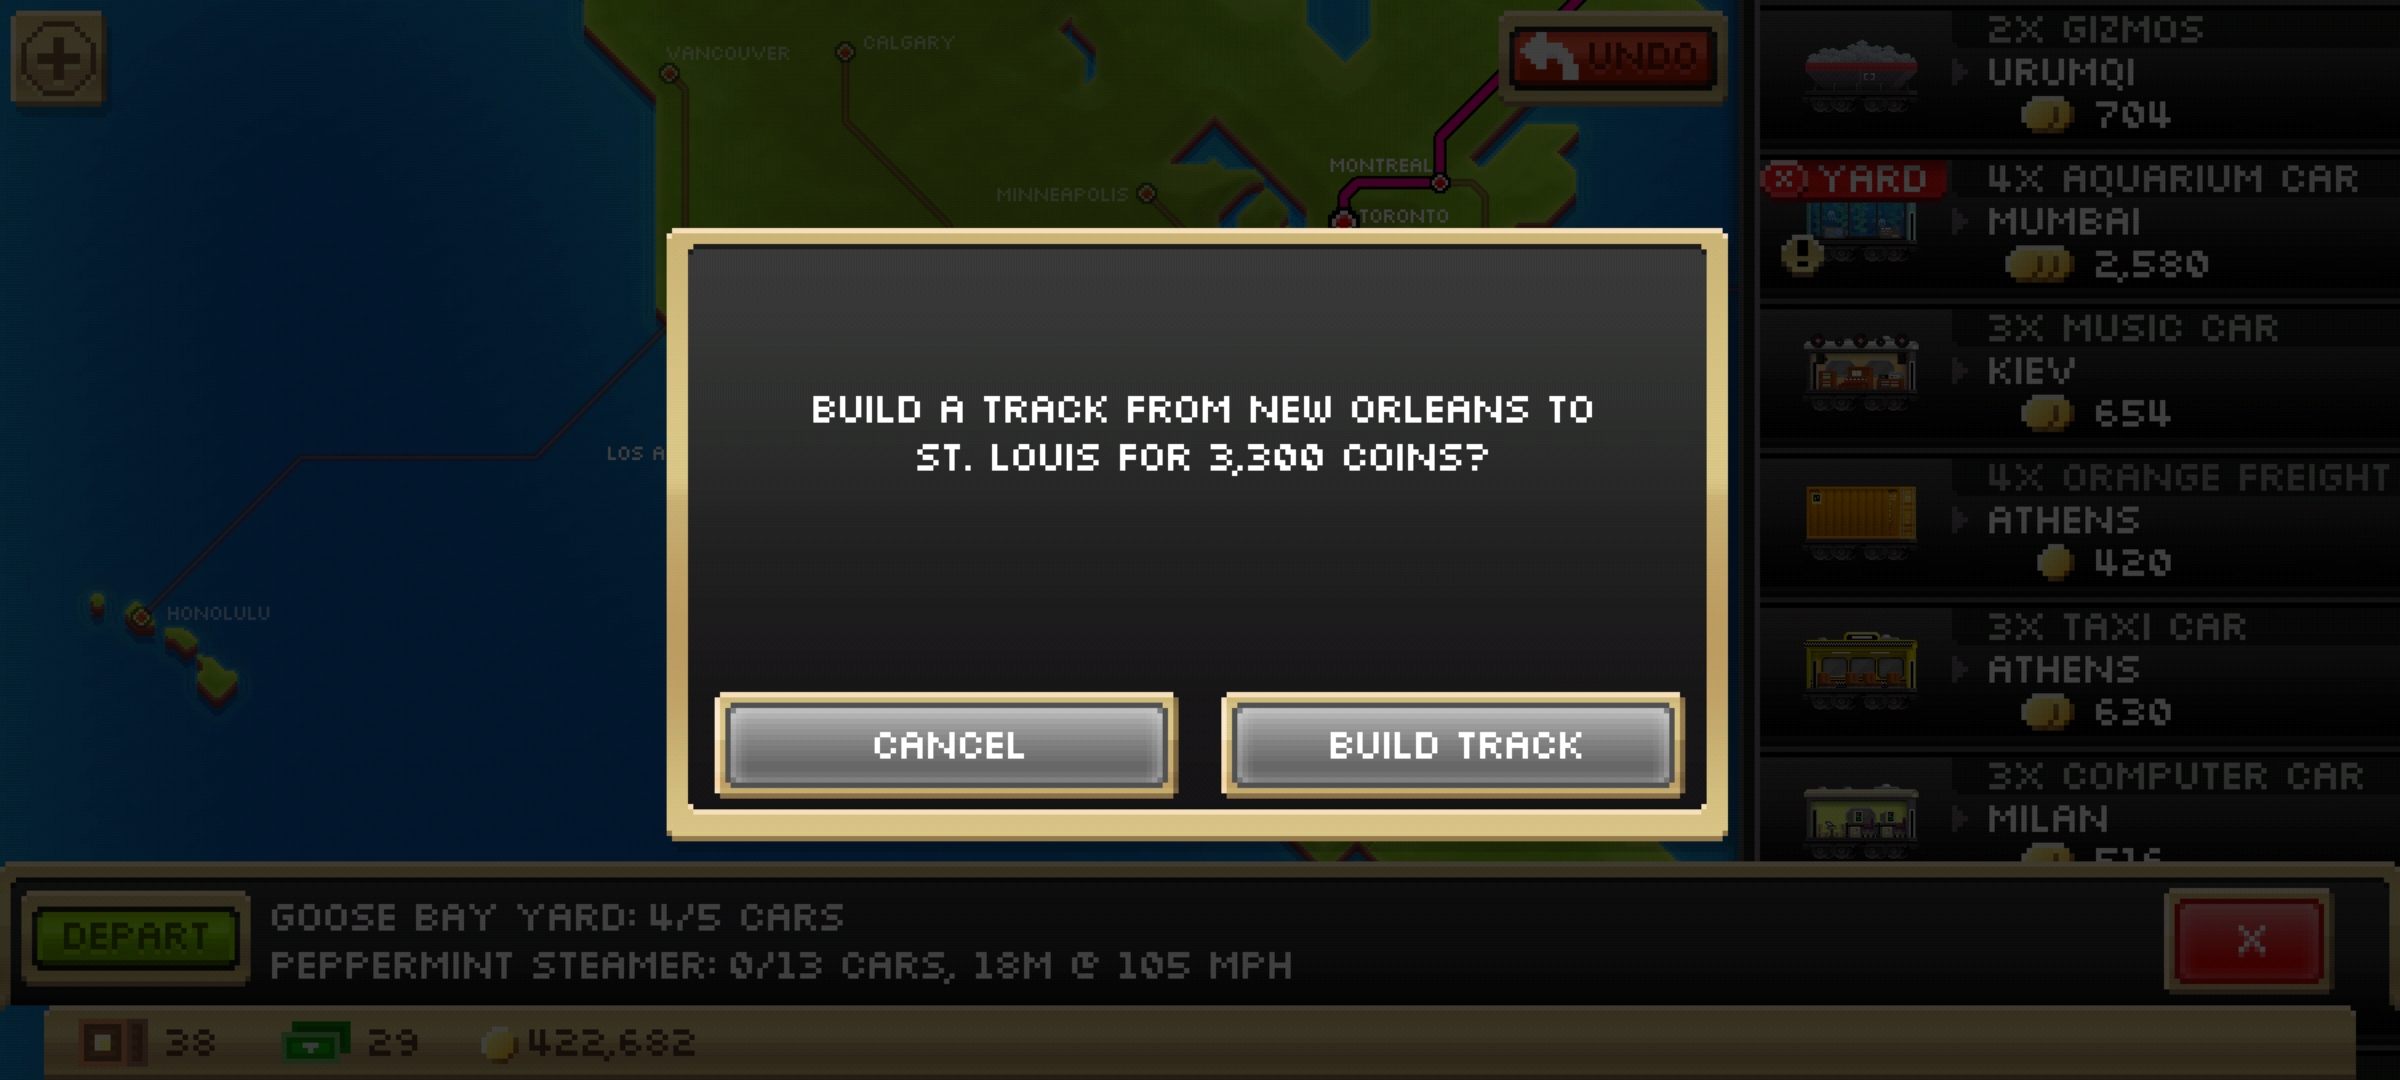 VANCOUVER
CALGARY
MINNEAPOLIS
MONTREAL
TORONTO
HONOLULU
UNDO
BUILD A TRACK FROM NEW ORLEANS TO
ST. LOUIS FOR 3,300 COINS?
CANCEL
BUILD TRACK
2X GIZMOS
URUMQI
704
YARD
4X AQUARIUM CAR
MUMBAI
2,580
3X MUSIC CAR
KIEV
654
4X ORANGE FREIGHT
ATHENS
420
3X TAXI CAR
ATHENS
630
3X COMPUTER CAR
MILAN
DEPART
GOOSE BAY YARD: 4/5 CARS
PEPPERMINT STEAMER: 0/13 CARS, 18M @ 105 MPH
X
38
29
422,682